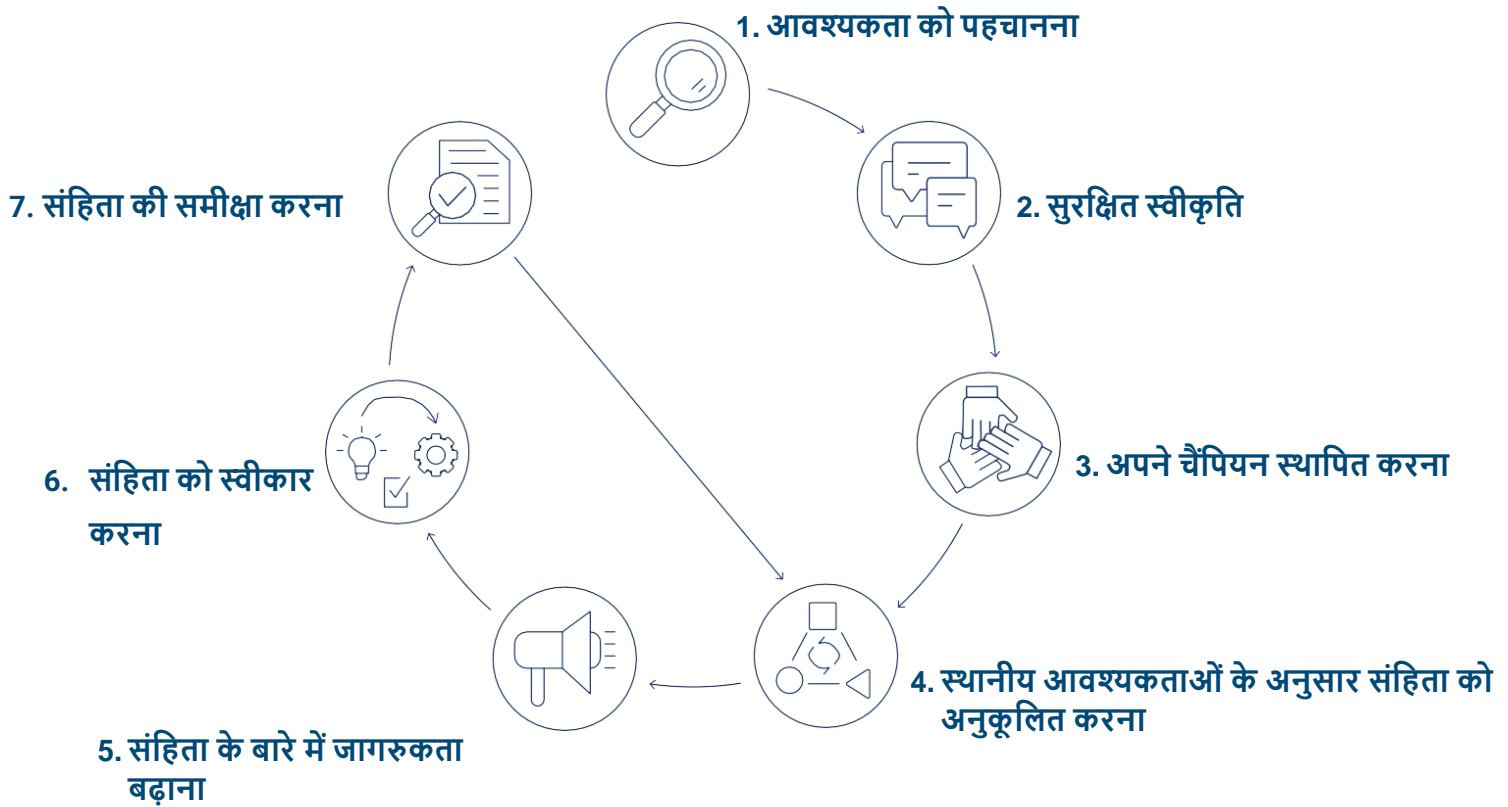 1. आवश्यकता को पहचानना
2. सुरक्षित स्वीकृति
3. अपने चैंपियन स्थापित करना
4. स्थानीय आवश्यकताओं के अनुसार संहिता को
अनुकूलित करना
5. संहिता के बारे में जागरुकता
बढ़ाना
6. संहिता को स्वीकार
करना
7. संहिता की समीक्षा करना